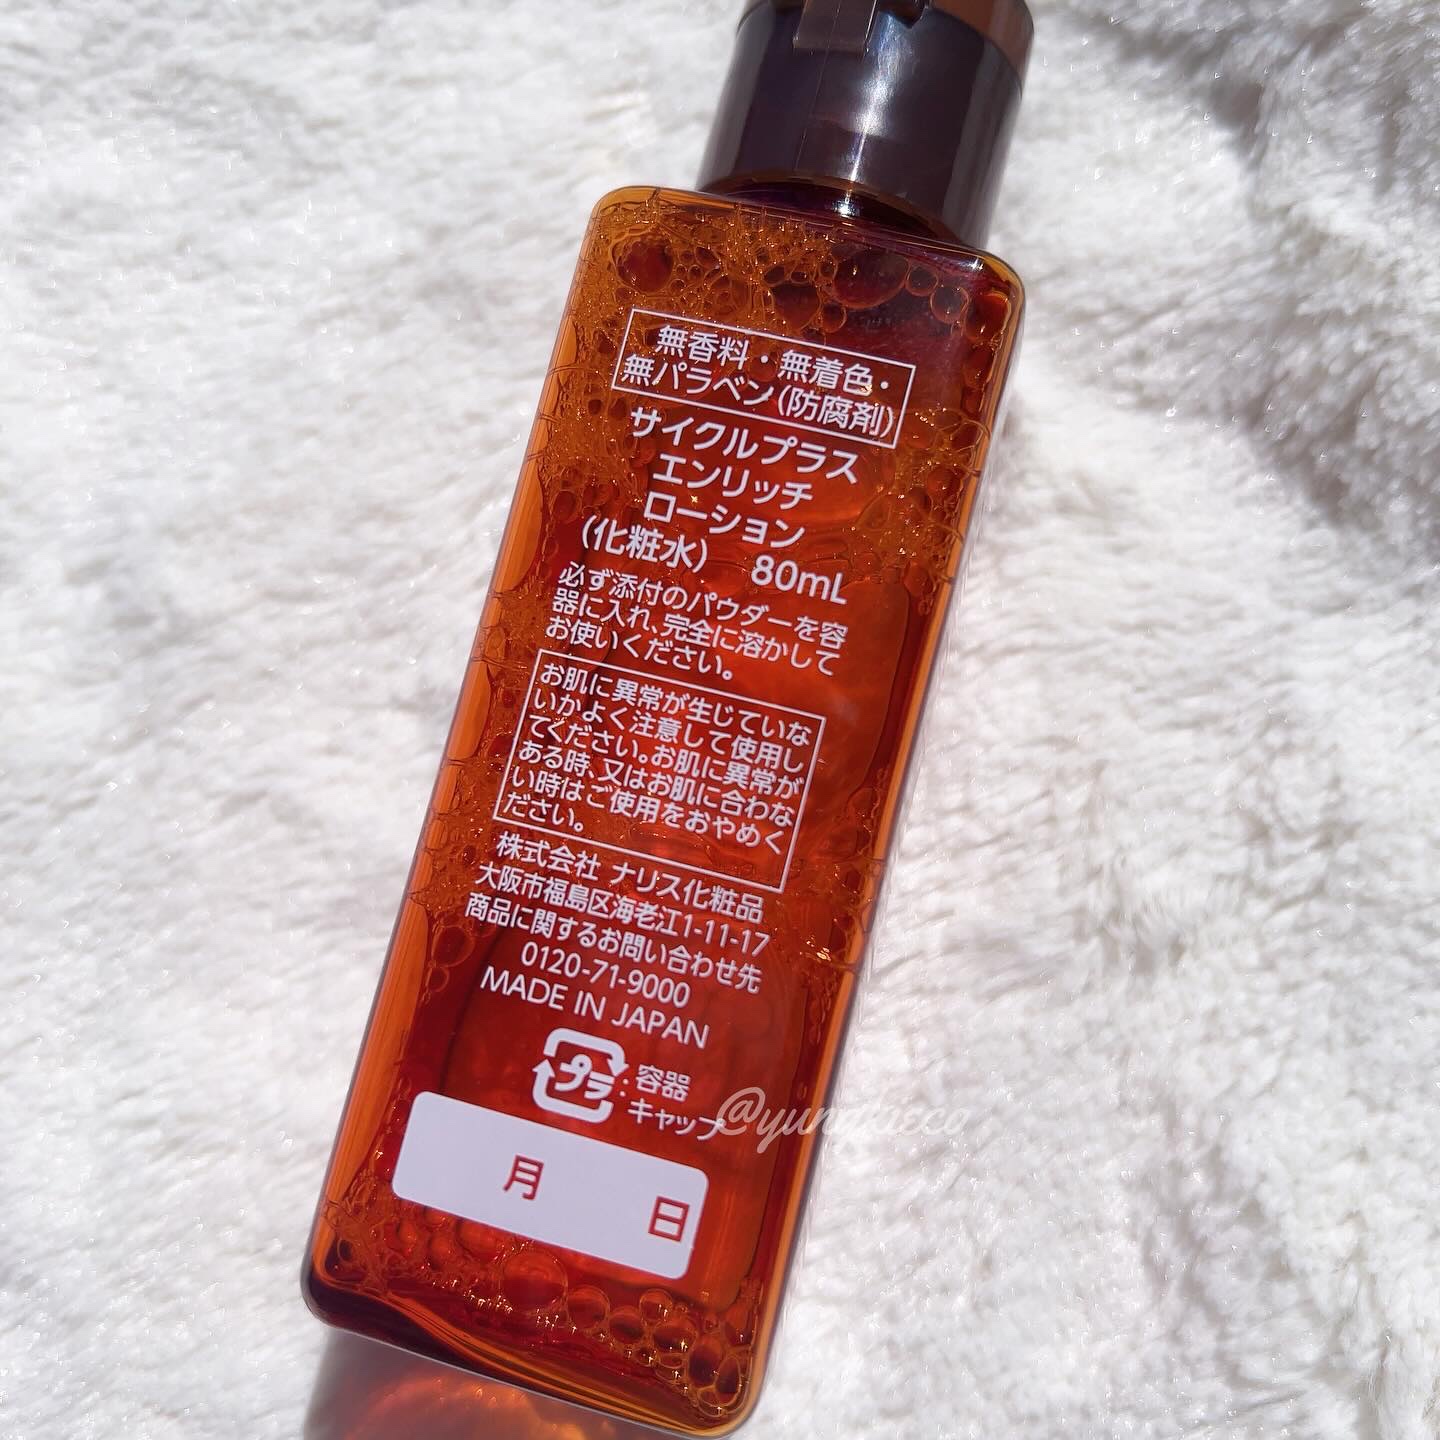 無香料・無着色・
無パラベン(防腐剤)
サイクルプラス
エンリッチ
ローション
(化粧水) 80mL
必ず添付のパウダーを容
器に入れ、完全に溶かして
お使いください。
お肌に異常が生じていな
いかよく注意して使用し
てください。お肌に異常が
ある時、又はお肌に合わな
い時はご使用をおやめく
ださい。
株式会社 ナリス化粧品
大阪市福島区海老江1-11-17
商品に関するお問い合わせ先
0120-71-9000
MADE IN JAPAN
プラ:容器
キャップ
月 日